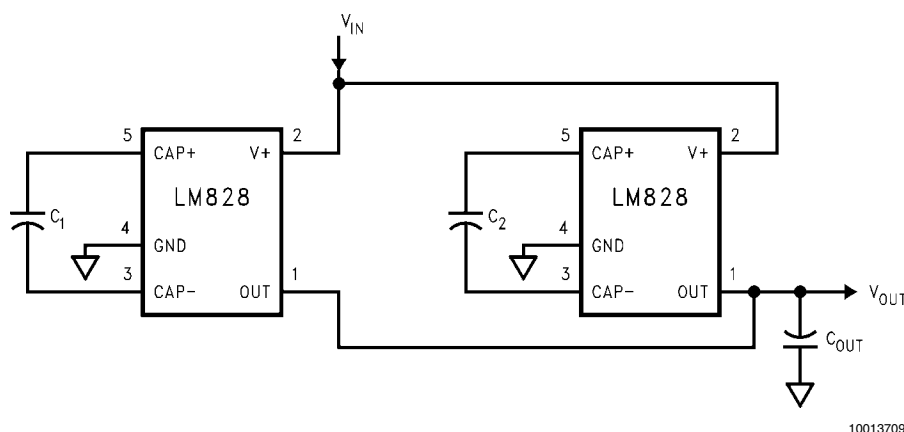 V_IN
5 2 5 2
CAP+ V+ CAP+ V+
LM828 LM828
C_1 4 C_2 4
GND GND
3 1 3 1
CAP- OUT CAP- OUT V_OUT
C_OUT
10013709